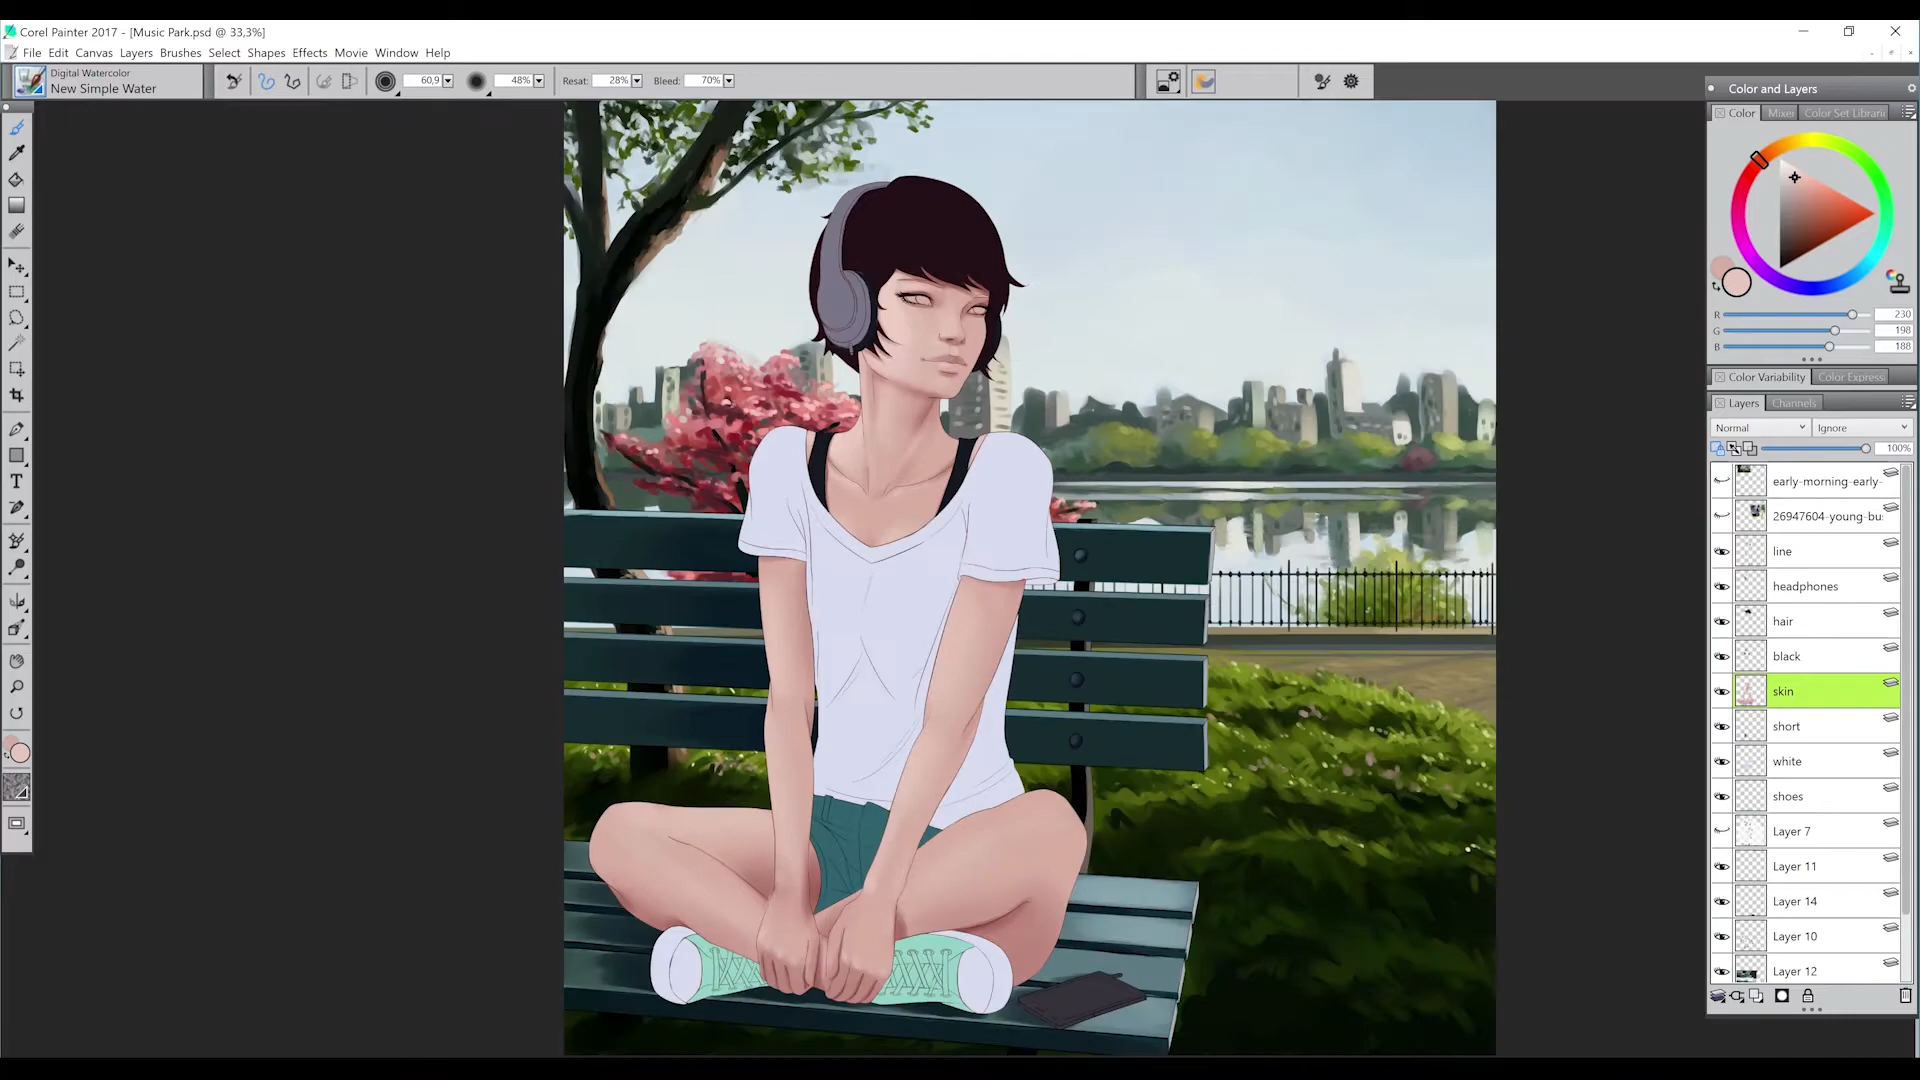 Corel Painter 2017 - [Music Park.psd @ 33,3%]
File Edit Canvas Layers Brushes Select Shapes Effects Movie Window Help
Digital Watercolor
New Simple Water
60,9
48%
Resat: 28%
Bleed: 70%
Color and Layers
Color Mixer Color Set Librari
R 230
G 198
B 188
Color Variability Color Express
Layers Channels
Normal Ignore
100%
early-morning-early-
26947604-young-bu
line
headphones
hair
black
skin
short
white
shoes
Layer 7
Layer 11
Layer 14
Layer 10
Layer 12
T